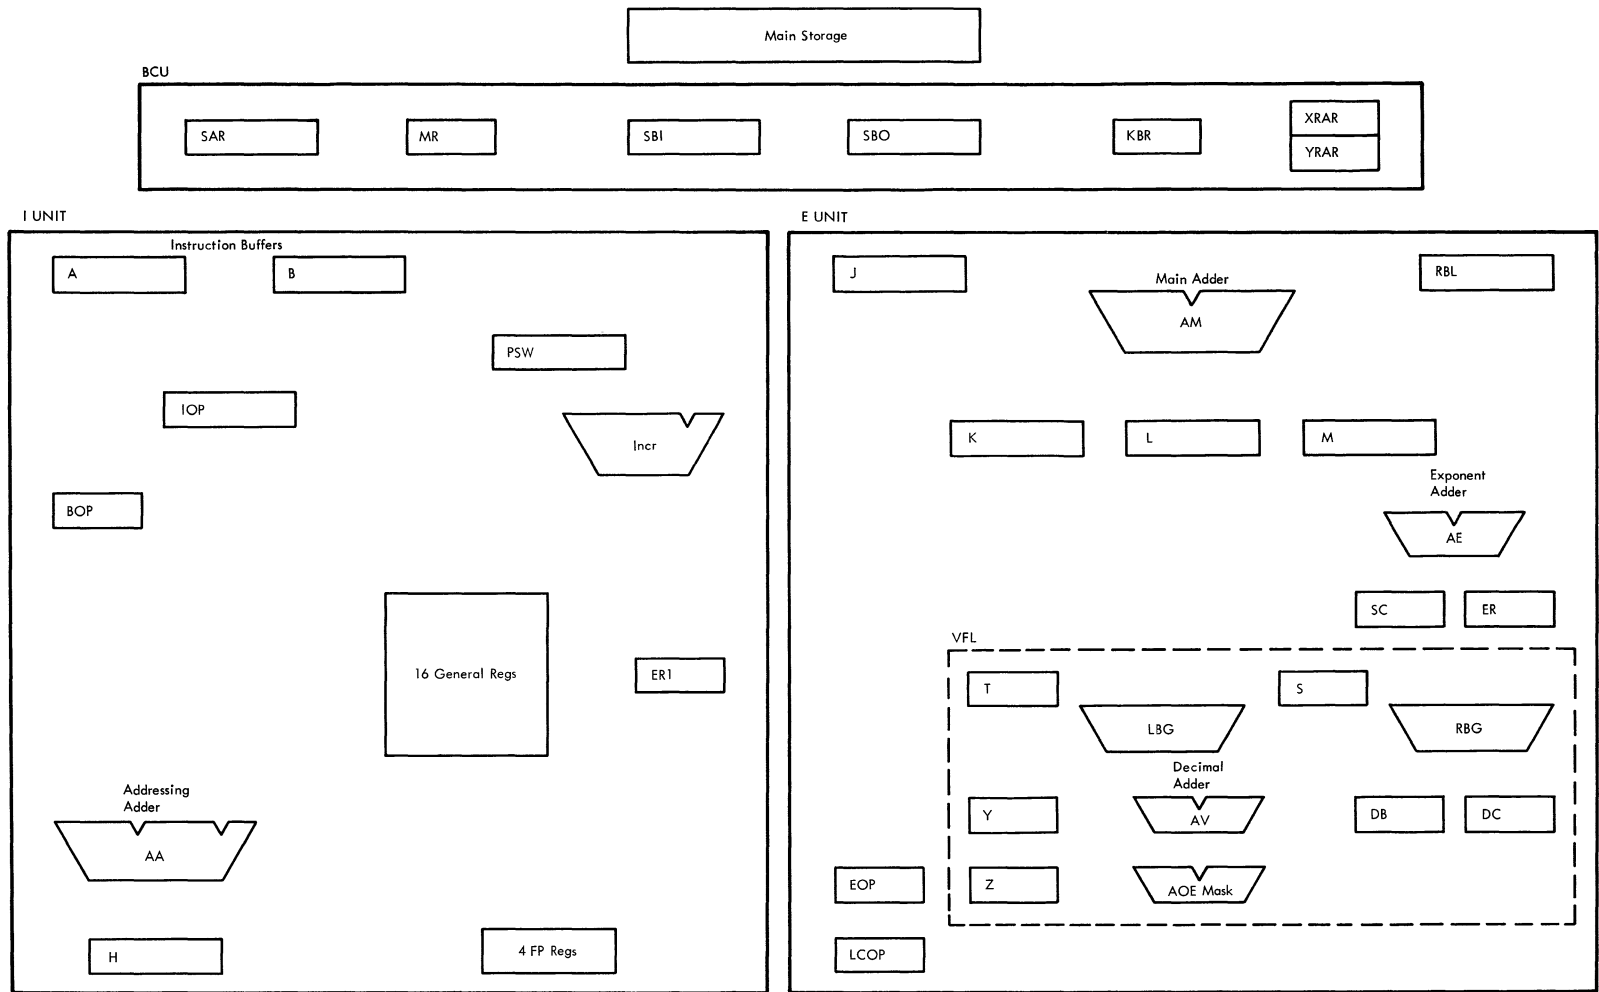 Main Storage
BCU
SAR
MR
SBI
SBO
KBR
XRAR
YRAR
I UNIT
Instruction Buffers
A
B
PSW
IOP
Incr
BOP
16 General Regs
ER1
Addressing
Adder
AA
H
4 FP Regs
E UNIT
J
Main Adder
AM
RBL
K
L
M
Exponent
Adder
AE
SC
ER
VFL
T
S
LBG
RBG
Decimal
Adder
Y
AV
DB
DC
EOP
Z
AOE Mask
LCOP